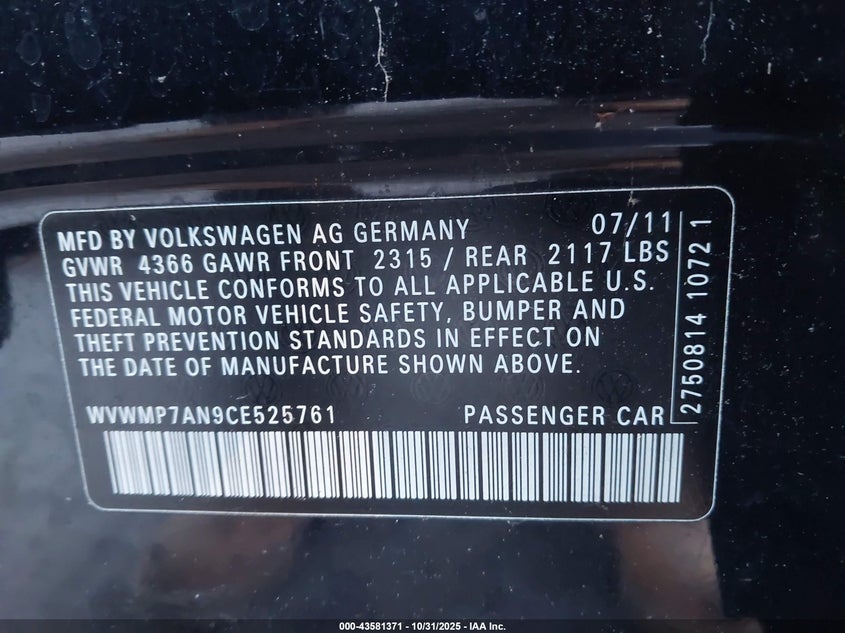 MFD BY VOLKSWAGEN AG GERMANY 07/11
GVWR 4366 GAWR FRONT 2315 / REAR 2117 LBS
THIS VEHICLE CONFORMS TO ALL APPLICABLE U.S.
FEDERAL MOTOR VEHICLE SAFETY, BUMPER AND
THEFT PREVENTION STANDARDS IN EFFECT ON
THE DATE OF MANUFACTURE SHOWN ABOVE.
WVWMP7AN9CE525761 PASSENGER CAR
2750814 1072 1
000-43581371 - 10/31/2025 - IAA Inc.